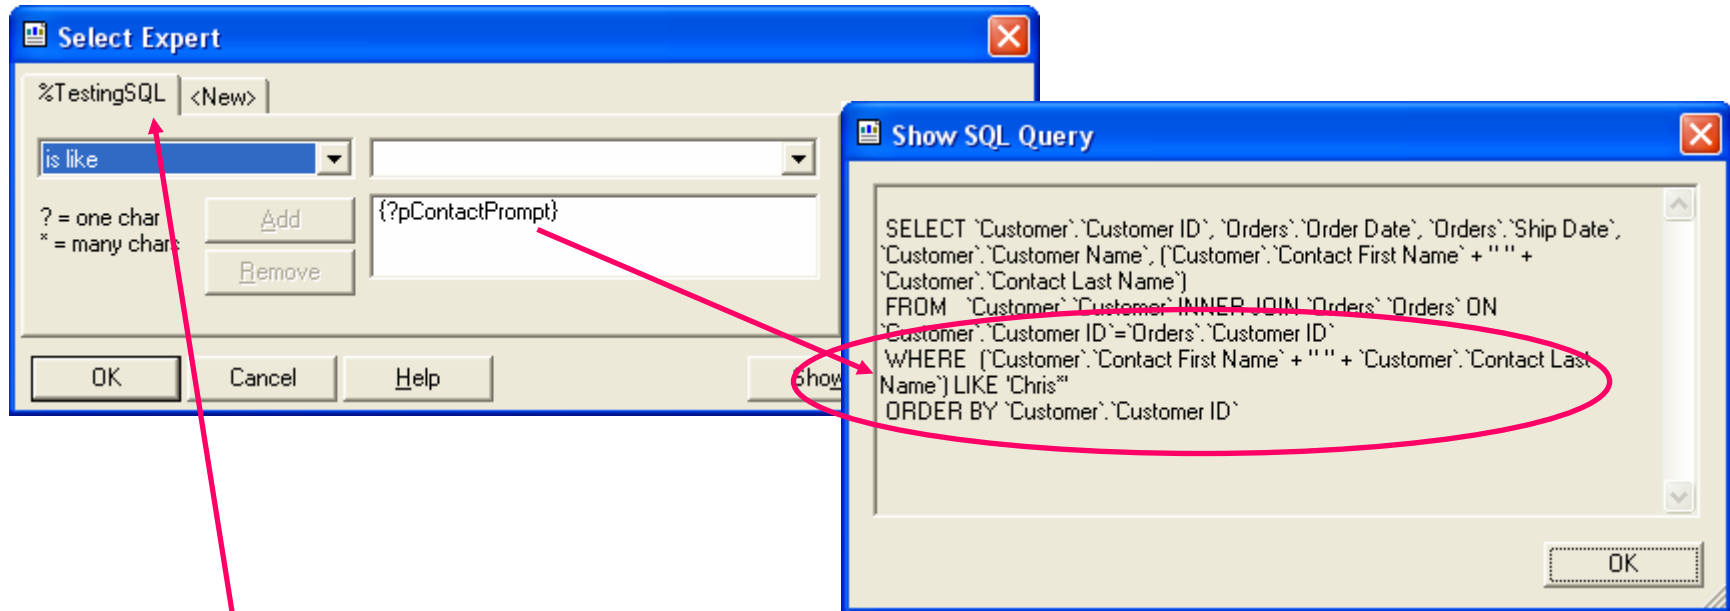 Select Expert
%TestingSQL <New>
is like
? = one char
* = many chars
Add
Remove
{?pContactPrompt}
OK Cancel Help
Show SQL Query
SELECT `Customer`.`Customer ID`, `Orders`.`Order Date`, `Orders`.`Ship Date`,
`Customer`.`Customer Name`, (`Customer`.`Contact First Name` + " " +
`Customer`.`Contact Last Name`)
FROM `Customer` `Customer` INNER JOIN `Orders` `Orders` ON
`Customer`.`Customer ID`=`Orders`.`Customer ID`
WHERE (`Customer`.`Contact First Name` + " " + `Customer`.`Contact Last
Name`) LIKE 'Chris*'
ORDER BY `Customer`.`Customer ID`
OK